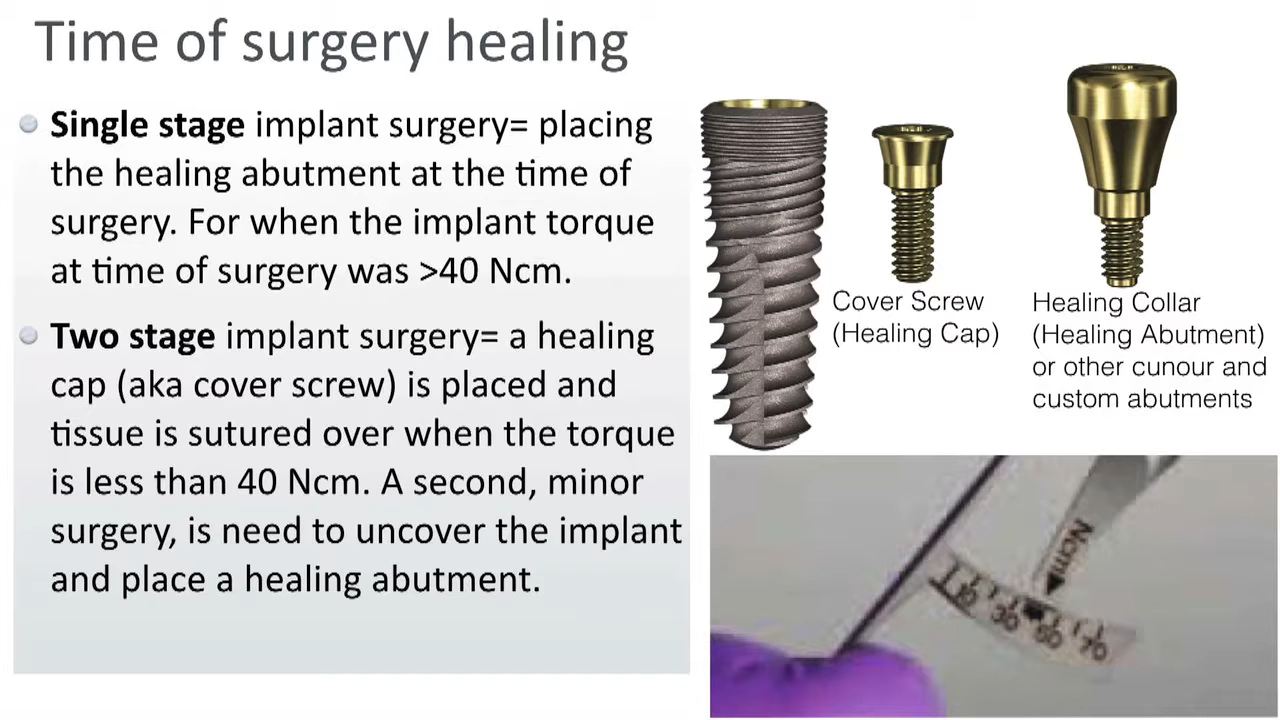 Time of surgery healing
Single stage implant surgery= placing
the healing abutment at the time of
surgery. For when the implant torque
at time of surgery was >40 Ncm.
Two stage implant surgery= a healing
cap (aka cover screw) is placed and
tissue is sutured over when the torque
is less than 40 Ncm. A second, minor
surgery, is need to uncover the implant
and place a healing abutment.
Cover Screw
(Healing Cap)
Healing Collar
(Healing Abutment)
or other cunour and
custom abutments
Ncm
10 30 50 70